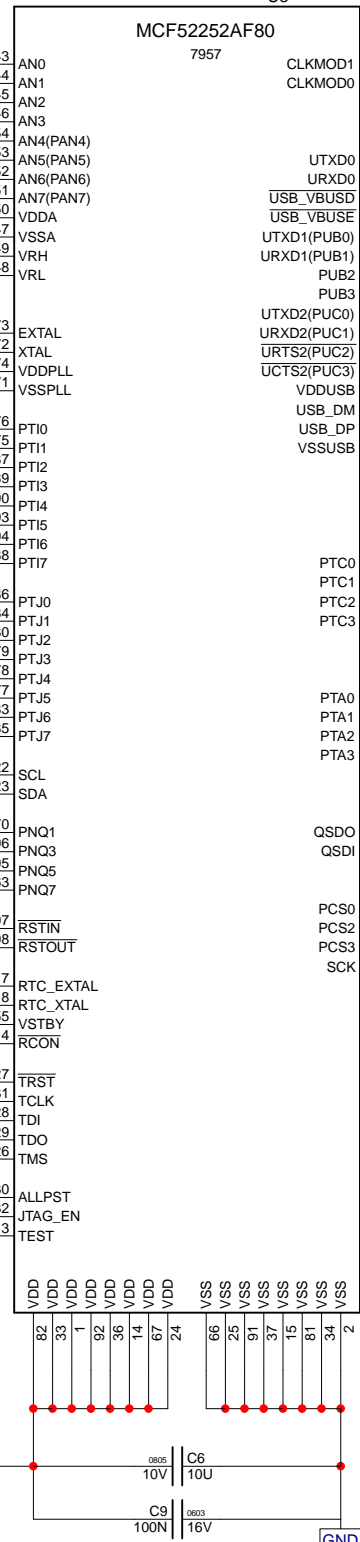 MCF52252AF80
7957
AN0
AN1
AN2
AN3
AN4(PAN4)
AN5(PAN5)
AN6(PAN6)
AN7(PAN7)
VDDA
VSSA
VRH
VRL
EXTAL
XTAL
VDDPLL
VSSPLL
PTI0
PTI1
PTI2
PTI3
PTI4
PTI5
PTI6
PTI7
PTJ0
PTJ1
PTJ2
PTJ3
PTJ4
PTJ5
PTJ6
PTJ7
SCL
SDA
PNQ1
PNQ3
PNQ5
PNQ7
RSTIN
RSTOUT
RTC_EXTAL
RTC_XTAL
VSTBY
RCON
TRST
TCLK
TDI
TDO
TMS
ALLPST
JTAG_EN
TEST
CLKMOD1
CLKMOD0
UTXD0
URXD0
USB_VBUSD
USB_VBUSE
UTXD1(PUB0)
URXD1(PUB1)
PUB2
PUB3
UTXD2(PUC0)
URXD2(PUC1)
URTS2(PUC2)
UCTS2(PUC3)
VDDUSB
USB_DM
USB_DP
VSSUSB
PTC0
PTC1
PTC2
PTC3
PTA0
PTA1
PTA2
PTA3
QSDO
QSDI
PCS0
PCS2
PCS3
SCK
VDD VDD VDD VDD VDD VDD VDD VDD VSS VSS VSS VSS VSS VSS VSS VSS
82 33 1 92 36 14 67 24 66 25 91 37 15 81 34 2
0805 C6
10V 10U
C9 0603
100N 16V
GND